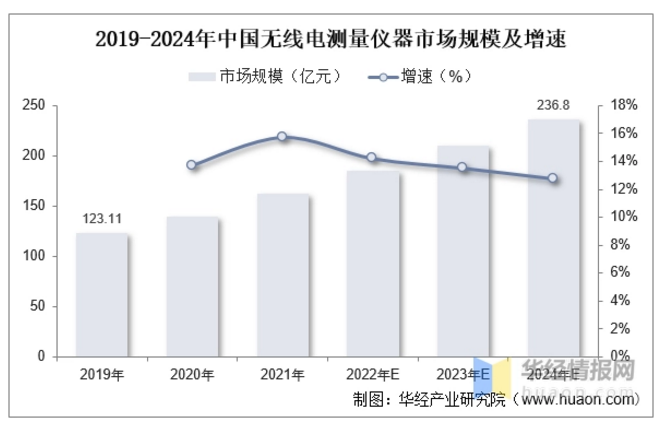 2019-2024年中国无线电测量仪器市场规模及增速
市场规模（亿元） 增速（%）
250 18%
236.8
16%
200 14%
12%
150 123.11 10%
100 8%
6%
50 4%
2%
0 0%
2019年 2020年 2021年 2022年E 2023年E 2024年E
华经情报网
huaon.com
制图：华经产业研究院（www.huaon.com）